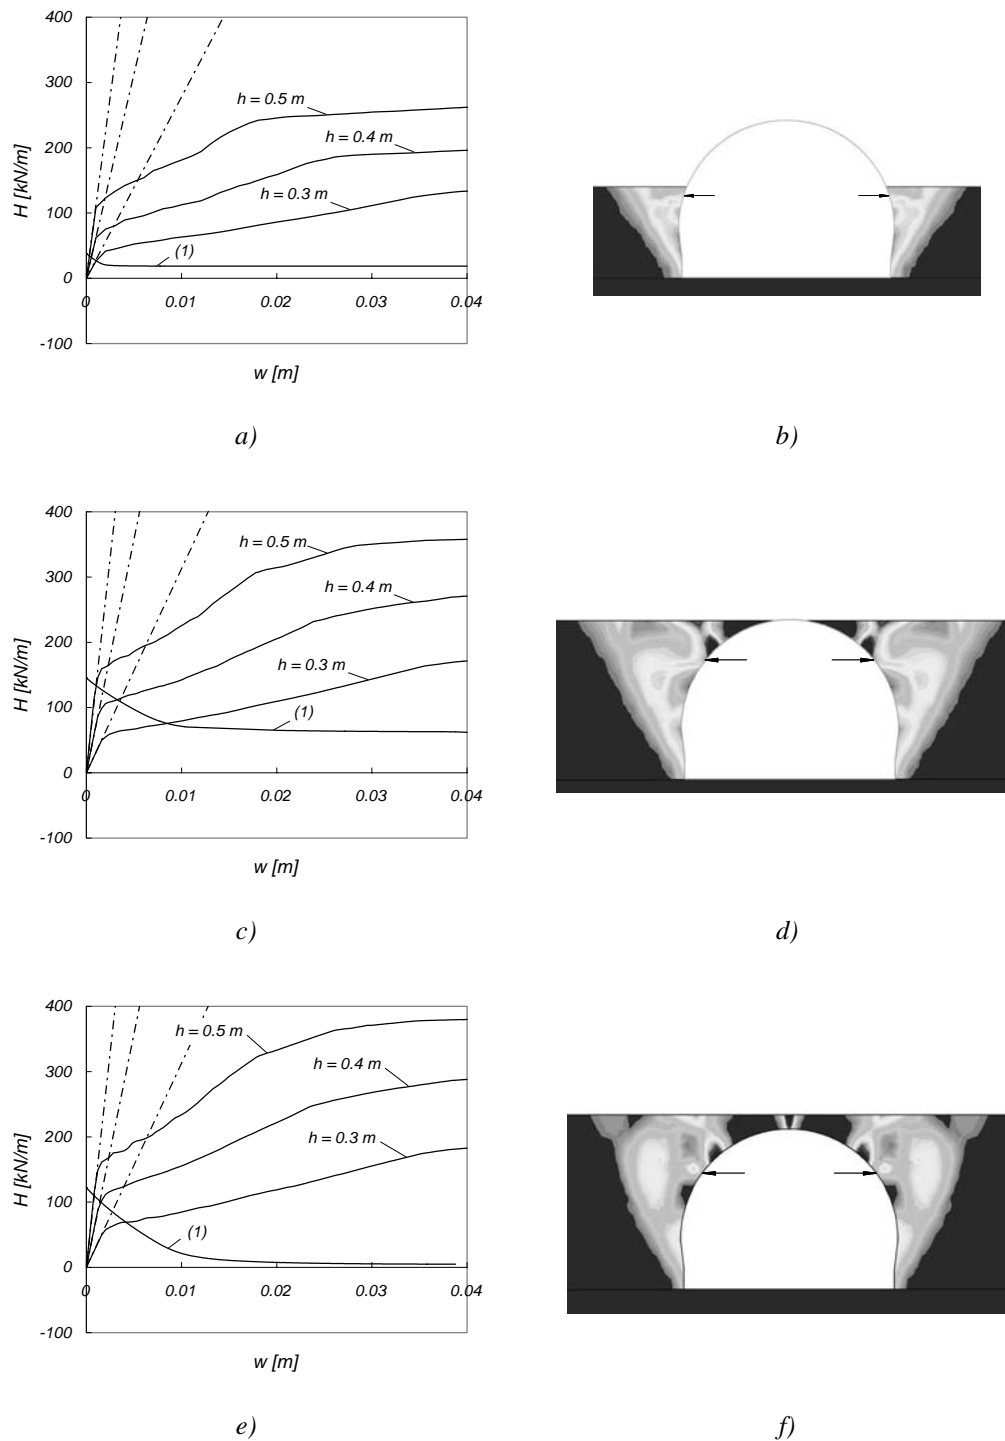 400
300
200
100
0
-100
H [kN/m]
h = 0.5 m
h = 0.4 m
h = 0.3 m
(1)
0 0.01 0.02 0.03 0.04
w [m]
a)
b)
400
300
200
100
0
-100
H [kN/m]
h = 0.5 m
h = 0.4 m
h = 0.3 m
(1)
0 0.01 0.02 0.03 0.04
w [m]
c)
d)
400
300
200
100
0
-100
H [kN/m]
h = 0.5 m
h = 0.4 m
h = 0.3 m
(1)
0 0.01 0.02 0.03 0.04
w [m]
e)
f)